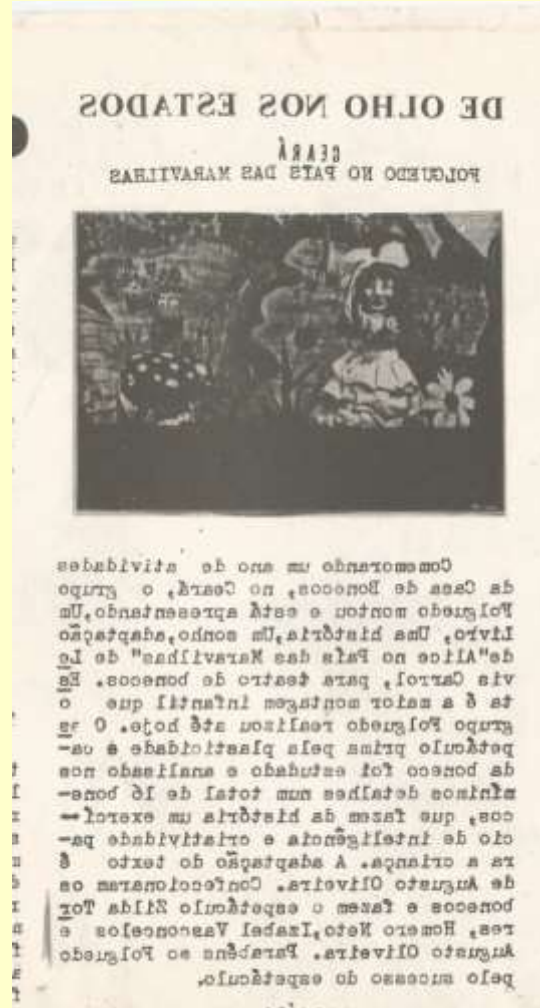 DE OLHO NOS ESTADOS
CEARÁ
FOLGUEDO NO PAÍS DAS MARAVILHAS
Comemorando um ano de atividades
da Casa de Bonecos, no Ceará, o grupo
Folguedo montou e está apresentando,Um
Livro, Uma história,Um sonho,adaptação
de"Alice no País das Maravilhas" de Le
vis Carrol, para teatro de bonecos. Es
ta é a maior montagem infantil que o
grupo Folguedo realizou até hoje. O es
petáculo prima pela plasticidade e ca-
da boneco foi estudado e analisado nos
mínimos detalhes num total de 16 bone-
cos, que fazem da história um exercí-
cio de inteligência e criatividade pa-
ra a criança. A adaptação do texto é
de Augusto Oliveira. Confeccionaram os
bonecos e fazem o espetáculo Zilda Tor
res, Homero Neto,Izabel Vasconcelos e
Augusto Oliveira. Parabéns ao Folguedo
pelo sucesso do espetáculo.